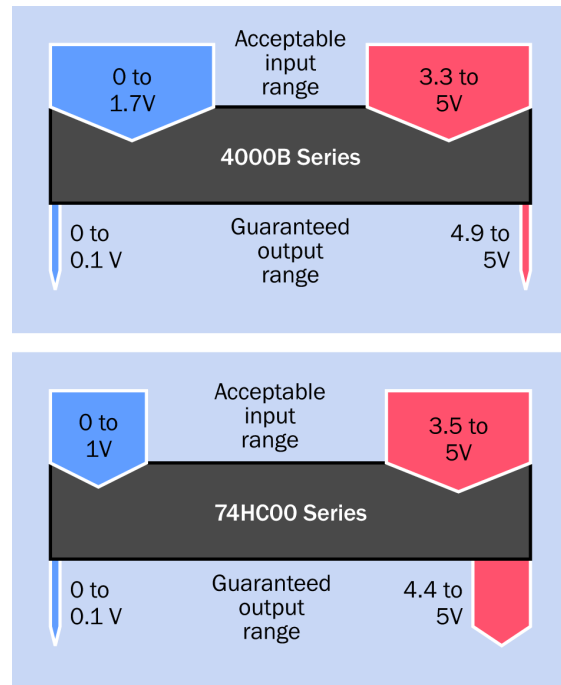 Acceptable
input
range
0 to
1.7V
3.3 to
5V
4000B Series
0 to
0.1 V
Guaranteed
output
range
4.9 to
5V
Acceptable
input
range
0 to
1V
3.5 to
5V
74HC00 Series
0 to
0.1 V
Guaranteed
output
range
4.4 to
5V